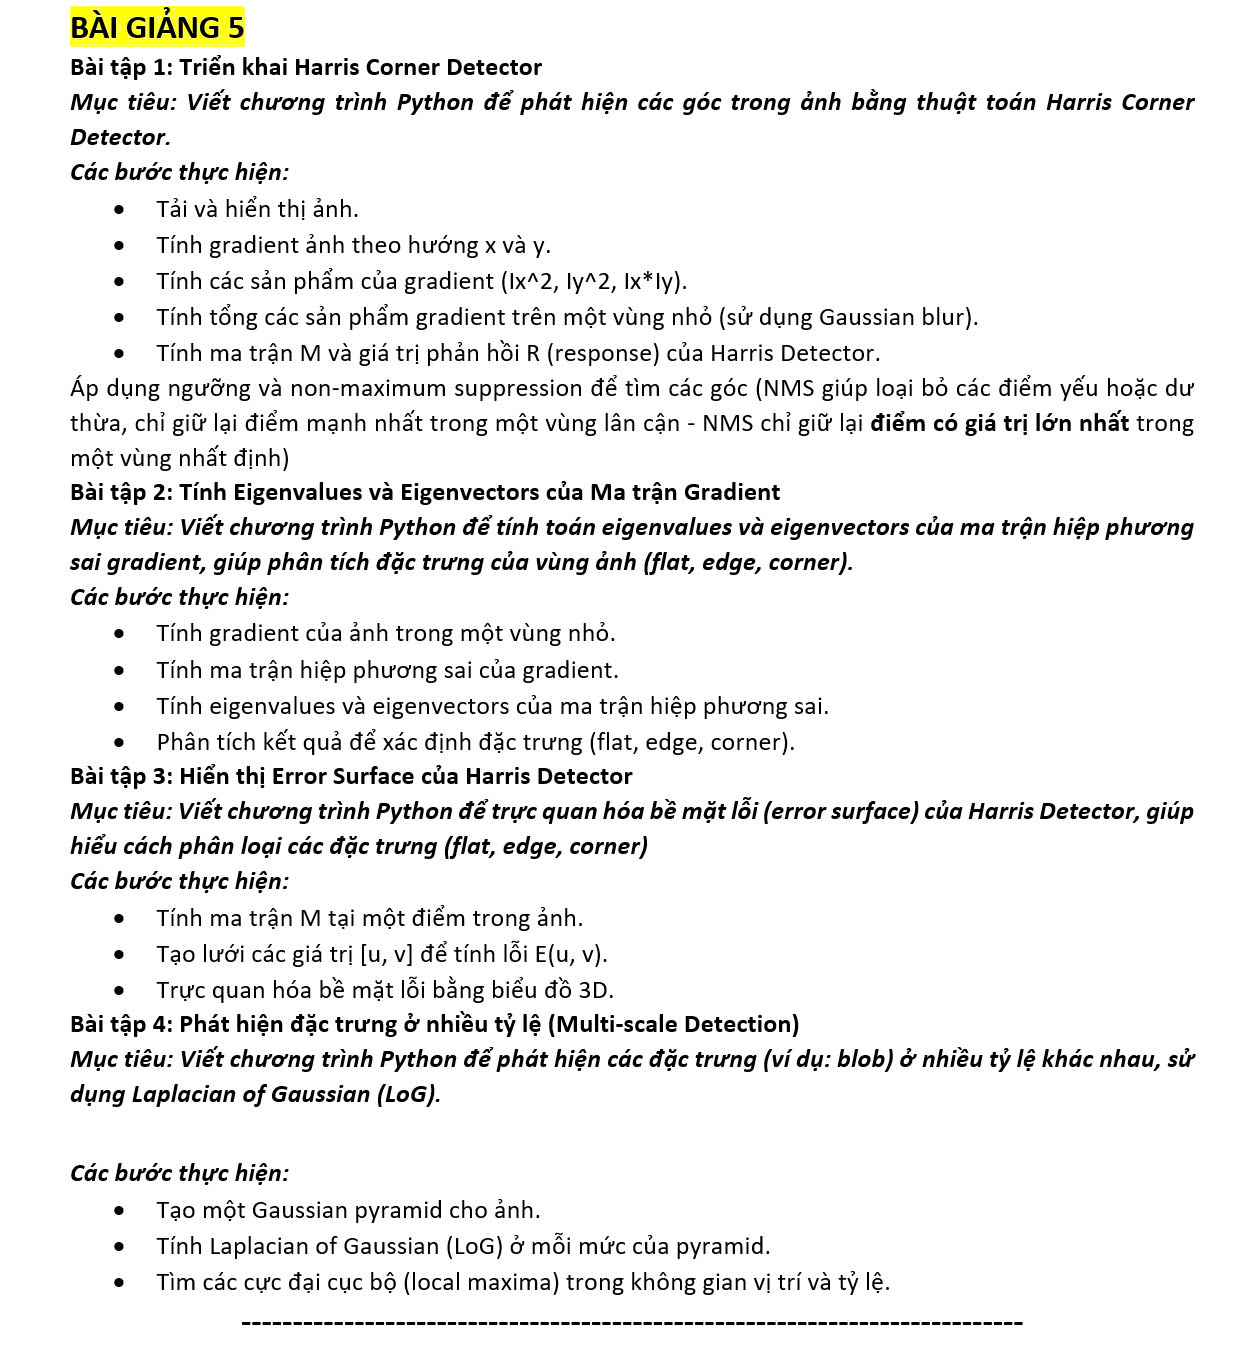 BÀI GIẢNG 5
Bài tập 1: Triển khai Harris Corner Detector
Mục tiêu: Viết chương trình Python để phát hiện các góc trong ảnh bằng thuật toán Harris Corner
Detector.
Các bước thực hiện:
• Tải và hiển thị ảnh.
• Tính gradient ảnh theo hướng x và y.
• Tính các sản phẩm của gradient (Ix^2, Iy^2, Ix*Iy).
• Tính tổng các sản phẩm gradient trên một vùng nhỏ (sử dụng Gaussian blur).
• Tính ma trận M và giá trị phản hồi R (response) của Harris Detector.
Áp dụng ngưỡng và non-maximum suppression để tìm các góc (NMS giúp loại bỏ các điểm yếu hoặc dư
thừa, chỉ giữ lại điểm mạnh nhất trong một vùng lân cận - NMS chỉ giữ lại điểm có giá trị lớn nhất trong
một vùng nhất định)
Bài tập 2: Tính Eigenvalues và Eigenvectors của Ma trận Gradient
Mục tiêu: Viết chương trình Python để tính toán eigenvalues và eigenvectors của ma trận hiệp phương
sai gradient, giúp phân tích đặc trưng của vùng ảnh (flat, edge, corner).
Các bước thực hiện:
• Tính gradient của ảnh trong một vùng nhỏ.
• Tính ma trận hiệp phương sai của gradient.
• Tính eigenvalues và eigenvectors của ma trận hiệp phương sai.
• Phân tích kết quả để xác định đặc trưng (flat, edge, corner).
Bài tập 3: Hiển thị Error Surface của Harris Detector
Mục tiêu: Viết chương trình Python để trực quan hóa bề mặt lỗi (error surface) của Harris Detector, giúp
hiểu cách phân loại các đặc trưng (flat, edge, corner)
Các bước thực hiện:
• Tính ma trận M tại một điểm trong ảnh.
• Tạo lưới các giá trị [u, v] để tính lỗi E(u, v).
• Trực quan hóa bề mặt lỗi bằng biểu đồ 3D.
Bài tập 4: Phát hiện đặc trưng ở nhiều tỷ lệ (Multi-scale Detection)
Mục tiêu: Viết chương trình Python để phát hiện các đặc trưng (ví dụ: blob) ở nhiều tỷ lệ khác nhau, sử
dụng Laplacian of Gaussian (LoG).
Các bước thực hiện:
• Tạo một Gaussian pyramid cho ảnh.
• Tính Laplacian of Gaussian (LoG) ở mỗi mức của pyramid.
• Tìm các cực đại cục bộ (local maxima) trong không gian vị trí và tỷ lệ.
----------------------------------------------------------------------------